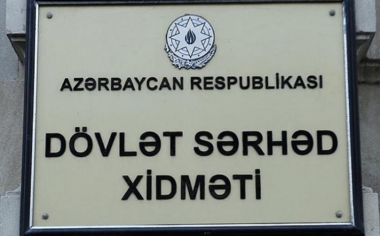 AZƏRBAYCAN RESPUBLİKASI
DÖVLƏT SƏRHƏD
XİDMƏTİ